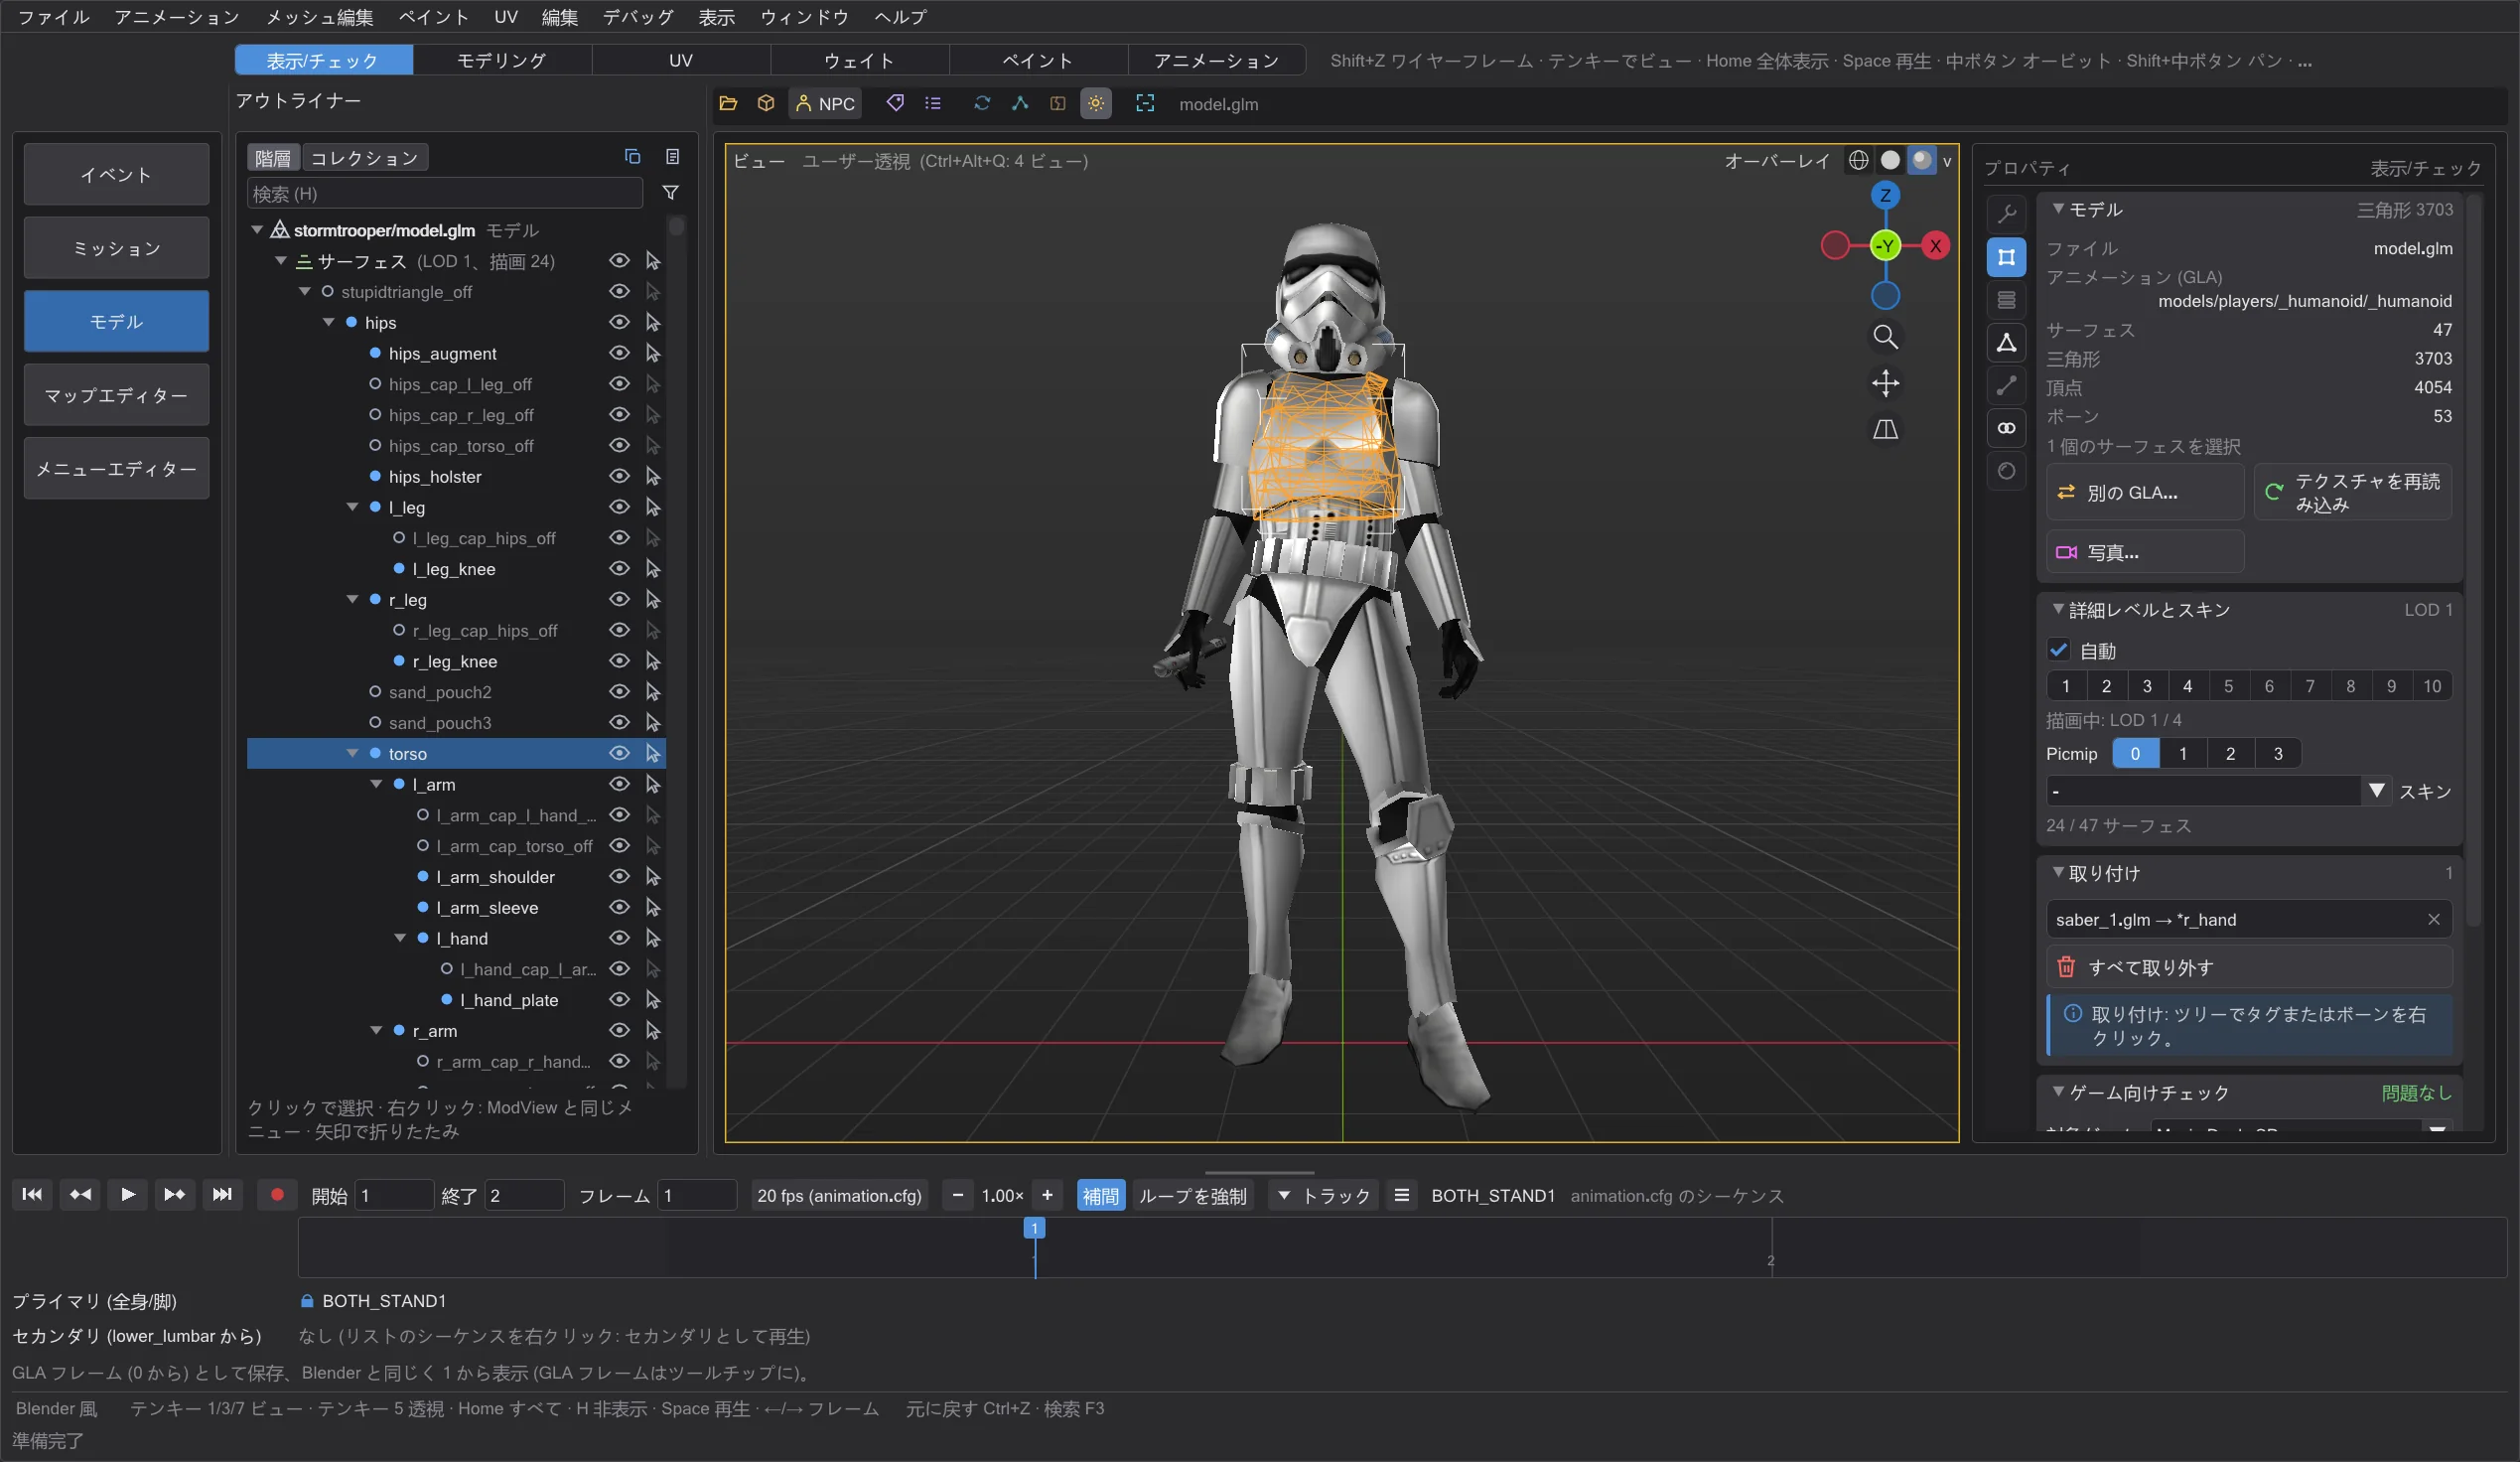 ファイル アニメーション メッシュ編集 ペイント UV 編集 デバッグ 表示 ウィンドウ ヘルプ
表示/チェック モデリング UV ウェイト ペイント アニメーション Shift+Z ワイヤーフレーム · テンキーでビュー · Home 全体表示 · Space 再生 · 中ボタン オービット · Shift+中ボタン パン · ...
アウトライナー
NPC model.glm
イベント
ミッション
モデル
マップエディター
メニューエディター
階層 コレクション
検索 (H)
stormtrooper/model.glm モデル
サーフェス (LOD 1、描画 24)
stupidtriangle_off
hips
hips_augment
hips_cap_l_leg_off
hips_cap_r_leg_off
hips_cap_torso_off
hips_holster
l_leg
l_leg_cap_hips_off
l_leg_knee
r_leg
r_leg_cap_hips_off
r_leg_knee
sand_pouch2
sand_pouch3
torso
l_arm
l_arm_cap_l_hand_...
l_arm_cap_torso_off
l_arm_shoulder
l_arm_sleeve
l_hand
l_hand_cap_l_ar...
l_hand_plate
r_arm
r_arm_cap_r_hand...
クリックで選択 · 右クリック: ModView と同じメ
ニュー · 矢印で折りたたみ
ビュー ユーザー透視 (Ctrl+Alt+Q: 4 ビュー) オーバーレイ v
Z
-Y X
プロパティ 表示/チェック
モデル 三角形 3703
ファイル model.glm
アニメーション (GLA)
models/players/_humanoid/_humanoid
サーフェス 47
三角形 3703
頂点 4054
ボーン 53
1 個のサーフェスを選択
別の GLA...
テクスチャを再読
み込み
写真...
詳細レベルとスキン LOD 1
自動
1 2 3 4 5 6 7 8 9 10
描画中: LOD 1 / 4
Picmip 0 1 2 3
- スキン
24 / 47 サーフェス
取り付け 1
saber_1.glm → *r_hand
すべて取り外す
取り付け: ツリーでタグまたはボーンを右
クリック。
ゲーム向けチェック 問題なし
開始 1 終了 2 フレーム 1 20 fps (animation.cfg) − 1.00× + 補間 ループを強制 トラック BOTH_STAND1 animation.cfg のシーケンス
1
2
プライマリ (全身/脚) BOTH_STAND1
セカンダリ (lower_lumbar から) なし (リストのシーケンスを右クリック: セカンダリとして再生)
GLA フレーム (0 から) として保存、Blender と同じく 1 から表示 (GLA フレームはツールチップに)。
Blender 風 テンキー 1/3/7 ビュー · テンキー 5 透視 · Home すべて · H 非表示 · Space 再生 · ←/→ フレーム 元に戻す Ctrl+Z · 検索 F3
準備完了